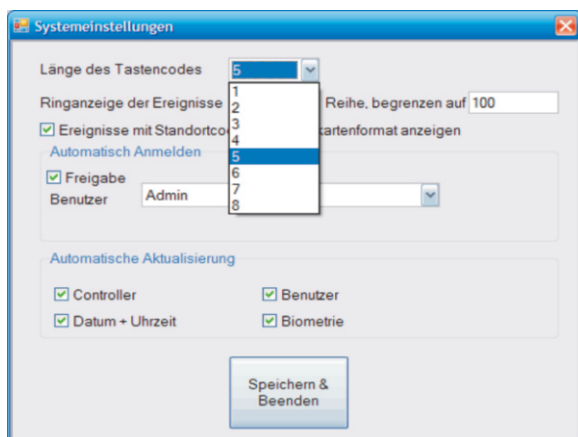 Systemeinstellungen
Länge des Tastencodes 5
1
Ringanzeige der Ereignisse 2 Reihe, begrenzen auf 100
Ereignisse mit Standortco 3 kartenformat anzeigen
4
Automatisch Anmelden 5
Freigabe 6
Benutzer Admin 7
8
Automatische Aktualisierung
Controller Benutzer
Datum + Uhrzeit Biometrie
Speichern &
Beenden